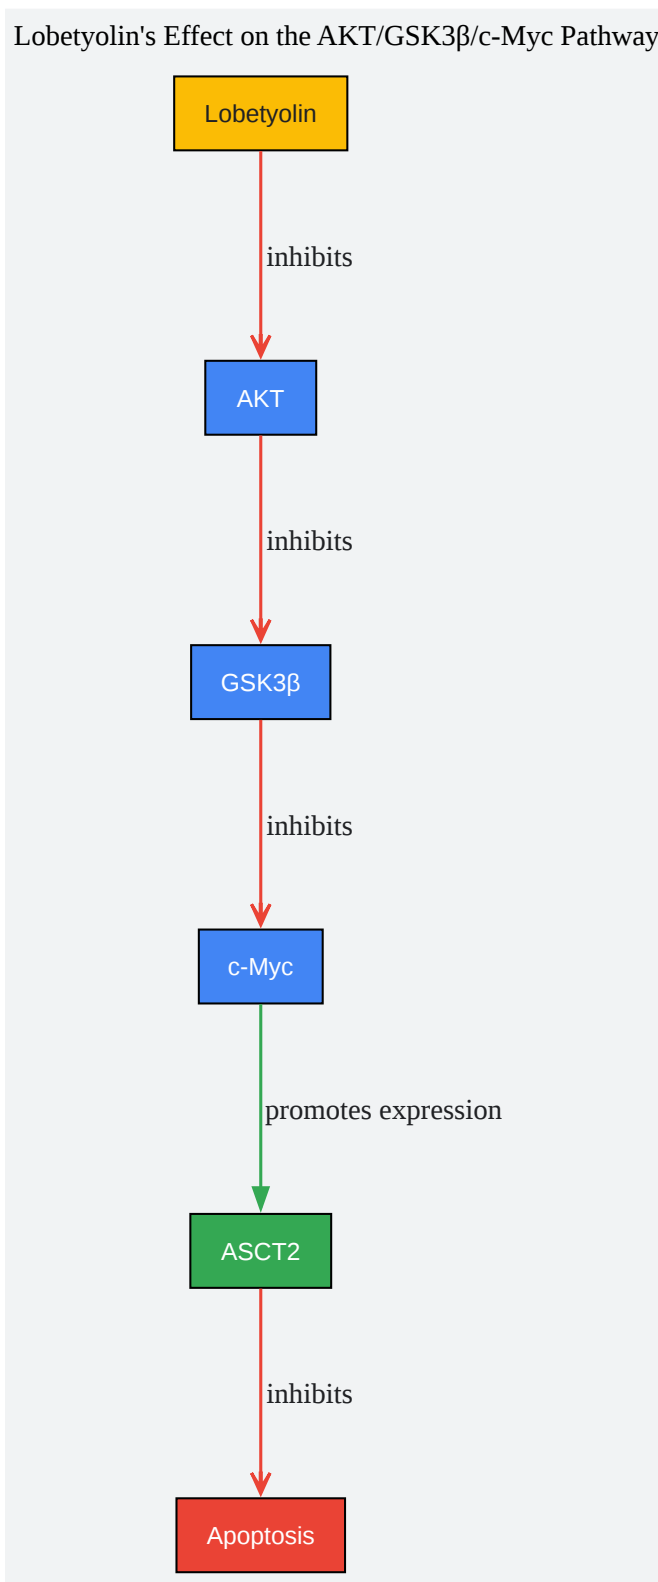 Lobetyolin's Effect on the AKT/GSK3β/c-Myc Pathway
Lobetyolin
inhibits
AKT
inhibits
GSK3β
inhibits
c-Myc
promotes expression
ASCT2
inhibits
Apoptosis